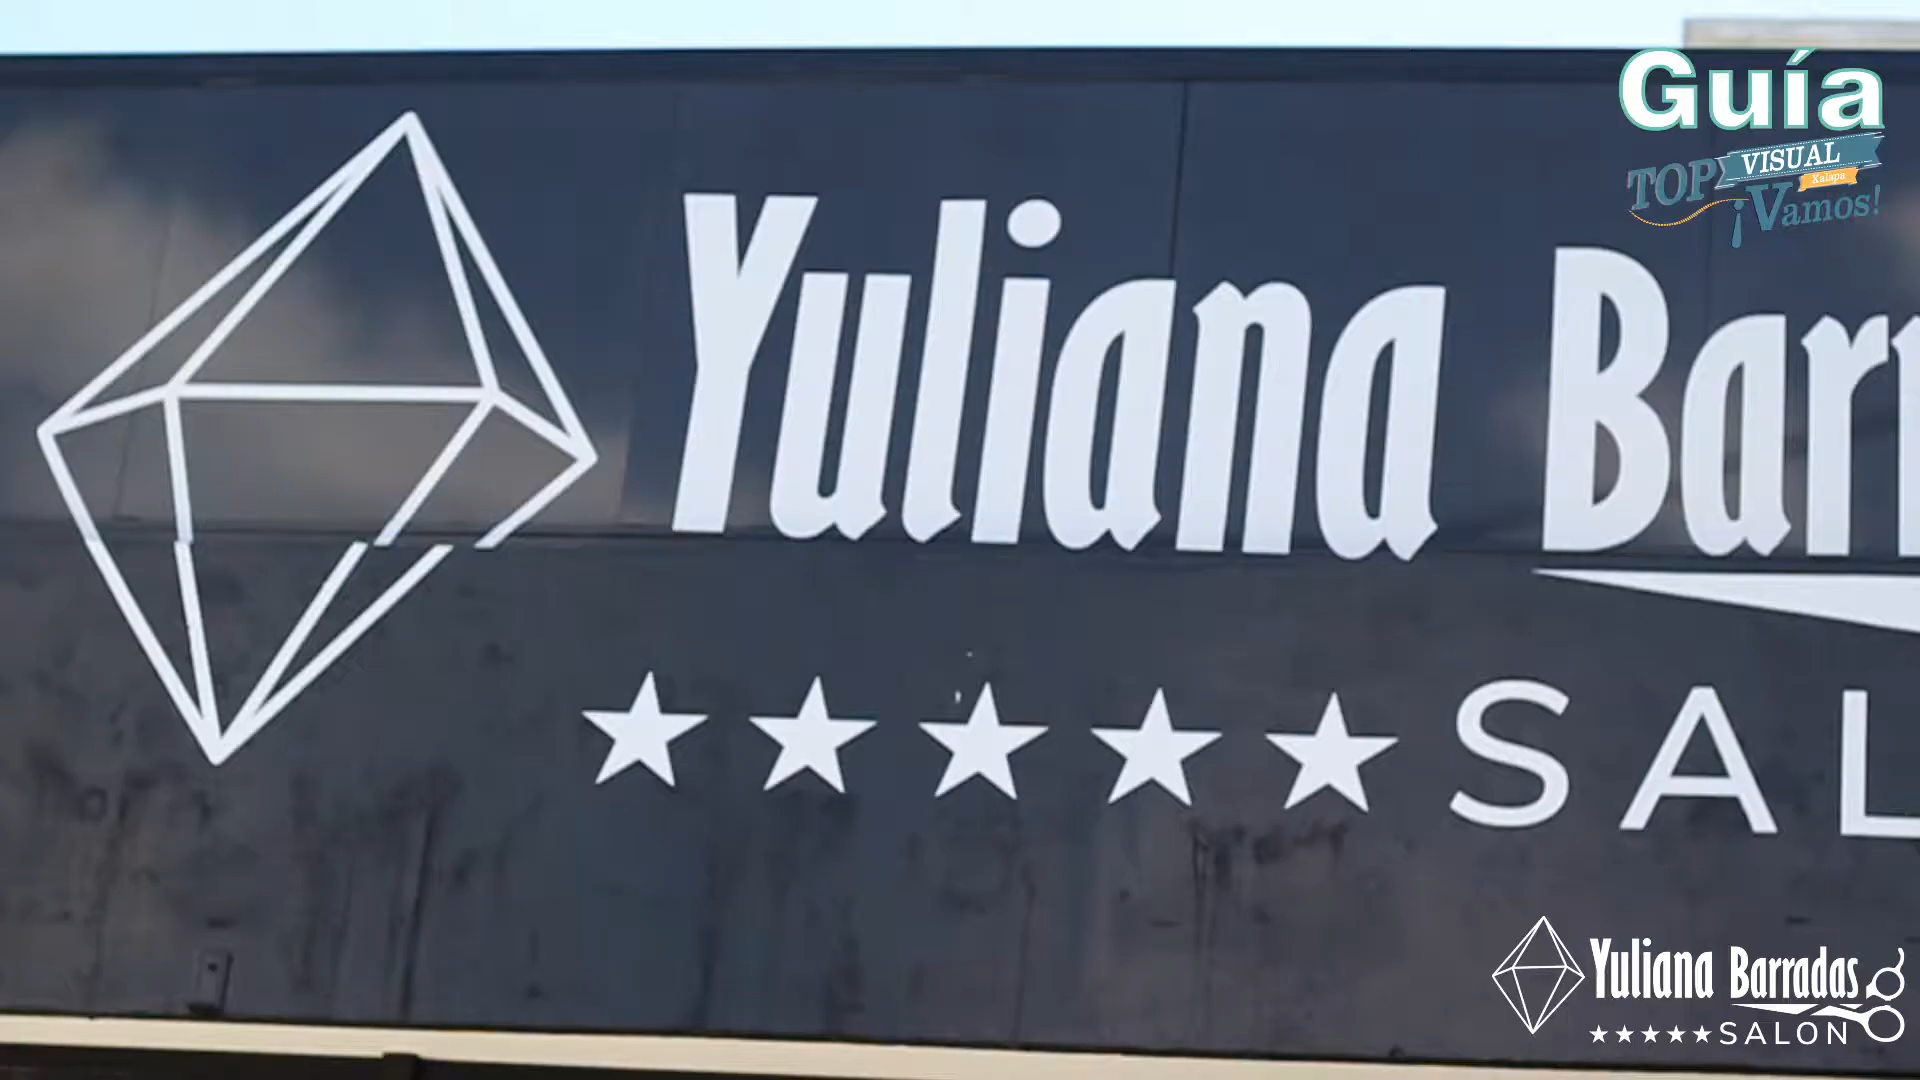 Guía
TOP VISUAL
Xalapa
¡Vamos!
Yuliana Barr
SAL
Yuliana Barradas
SALON